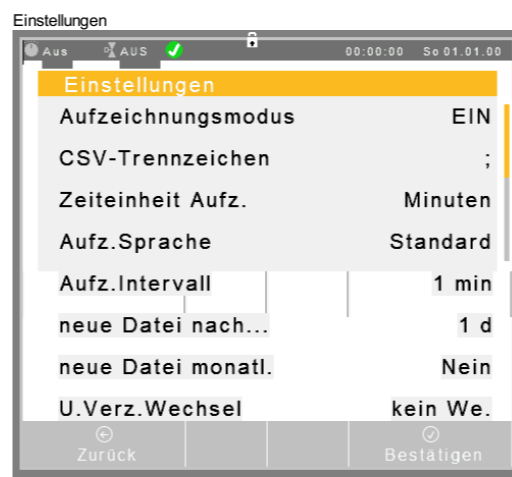 Einstellungen
Aus AUS 00:00:00 So 01.01.00
Einstellungen
Aufzeichnungsmodus EIN
CSV-Trennzeichen ;
Zeiteinheit Aufz. Minuten
Aufz.Sprache Standard
Aufz.Intervall 1 min
neue Datei nach... 1 d
neue Datei monatl. Nein
U.Verz.Wechsel kein We.
Zurück Bestätigen